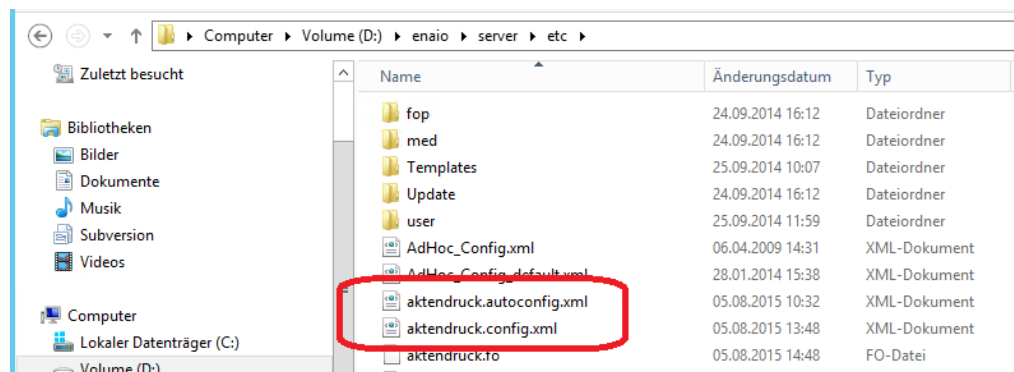 Computer ▸ Volume (D:) ▸ enaio ▸ server ▸ etc ▸
Zuletzt besucht
Bibliotheken
Bilder
Dokumente
Musik
Subversion
Videos
Computer
Lokaler Datenträger (C:)
Volume (D:)
Name Änderungsdatum Typ
fop 24.09.2014 16:12 Dateiordner
med 24.09.2014 16:12 Dateiordner
Templates 25.09.2014 10:07 Dateiordner
Update 24.09.2014 16:12 Dateiordner
user 25.09.2014 11:59 Dateiordner
AdHoc_Config.xml 06.04.2009 14:31 XML-Dokument
AdHoc_Config_default.xml 28.01.2014 15:38 XML-Dokument
aktendruck.autoconfig.xml 05.08.2015 10:32 XML-Dokument
aktendruck.config.xml 05.08.2015 13:48 XML-Dokument
aktendruck.fo 05.08.2015 14:48 FO-Datei